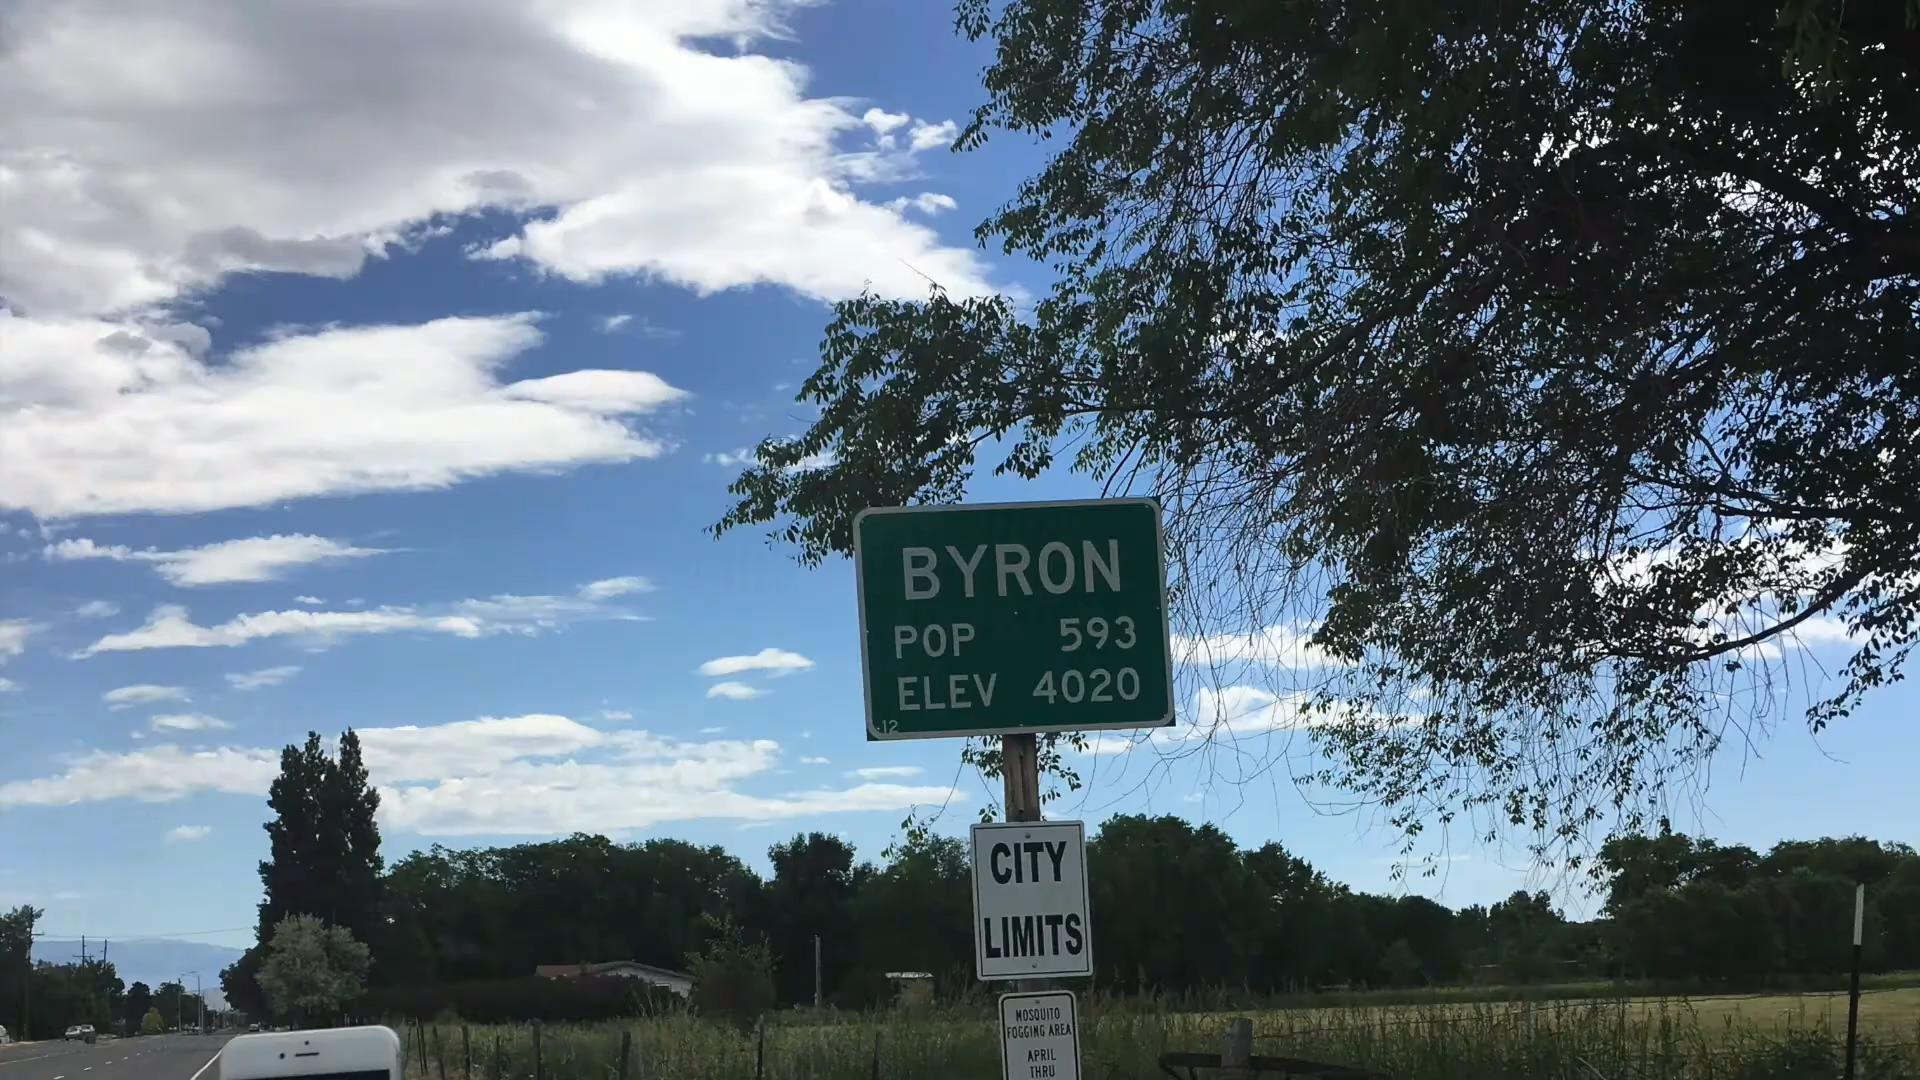 BYRON
POP 593
ELEV 4020
12
CITY
LIMITS
MOSQUITO
FOGGING AREA
APRIL
THRU